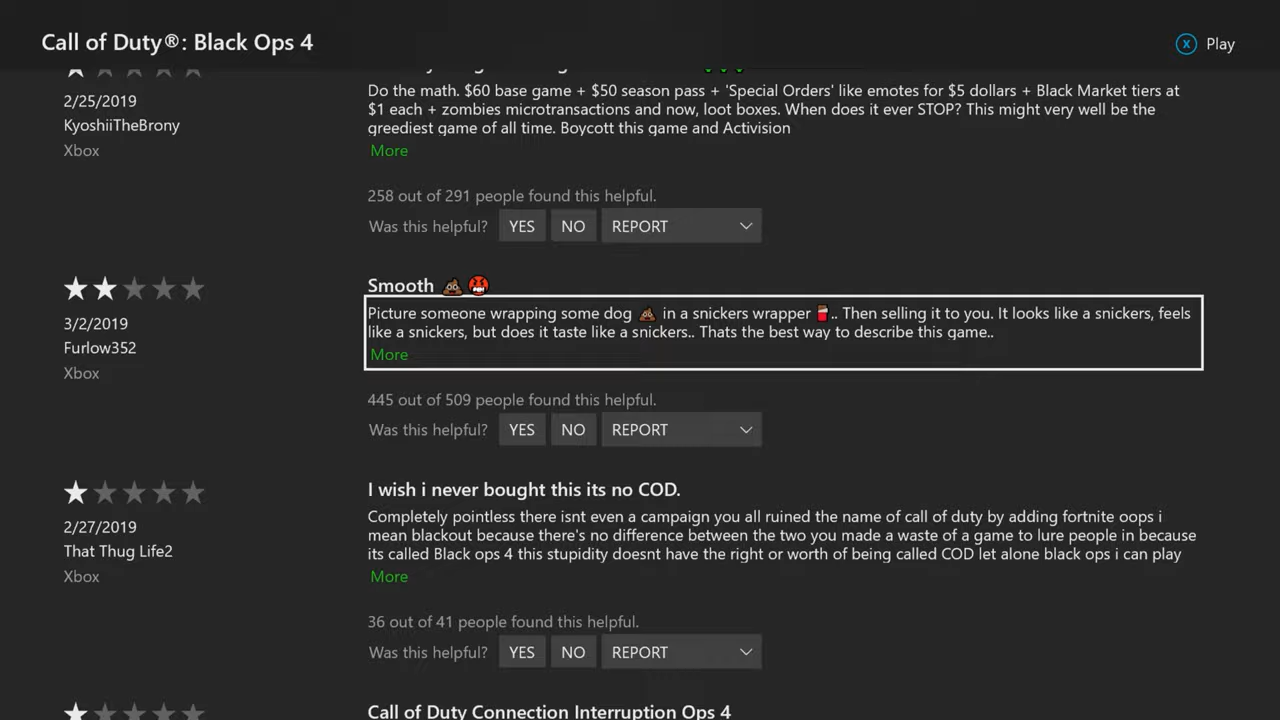 Call of Duty®: Black Ops 4
X Play
2/25/2019
KyoshiiTheBrony
Xbox
Do the math. $60 base game + $50 season pass + 'Special Orders' like emotes for $5 dollars + Black Market tiers at
$1 each + zombies microtransactions and now, loot boxes. When does it ever STOP? This might very well be the
greediest game of all time. Boycott this game and Activision
More
258 out of 291 people found this helpful.
Was this helpful? YES NO REPORT
3/2/2019
Furlow352
Xbox
Smooth 💩 🤬
Picture someone wrapping some dog 💩 in a snickers wrapper 🍫.. Then selling it to you. It looks like a snickers, feels
like a snickers, but does it taste like a snickers.. Thats the best way to describe this game..
More
445 out of 509 people found this helpful.
Was this helpful? YES NO REPORT
2/27/2019
That Thug Life2
Xbox
I wish i never bought this its no COD.
Completely pointless there isnt even a campaign you all ruined the name of call of duty by adding fortnite oops i
mean blackout because there's no difference between the two you made a waste of a game to lure people in because
its called Black ops 4 this stupidity doesnt have the right or worth of being called COD let alone black ops i can play
More
36 out of 41 people found this helpful.
Was this helpful? YES NO REPORT
Call of Duty Connection Interruption Ops 4